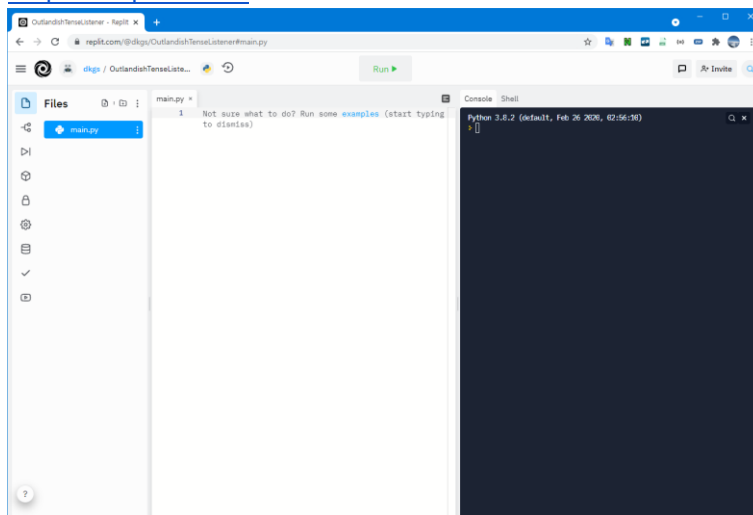 OutlandishTenseListener - Replit
replit.com/@dkgs/OutlandishTenseListener#main.py
dkgs / OutlandishTenseListe...
Run
Invite
Files
main.py
main.py
1 Not sure what to do? Run some examples (start typing
to dismiss)
Console Shell
Python 3.8.2 (default, Feb 26 2020, 02:56:10)
>
?